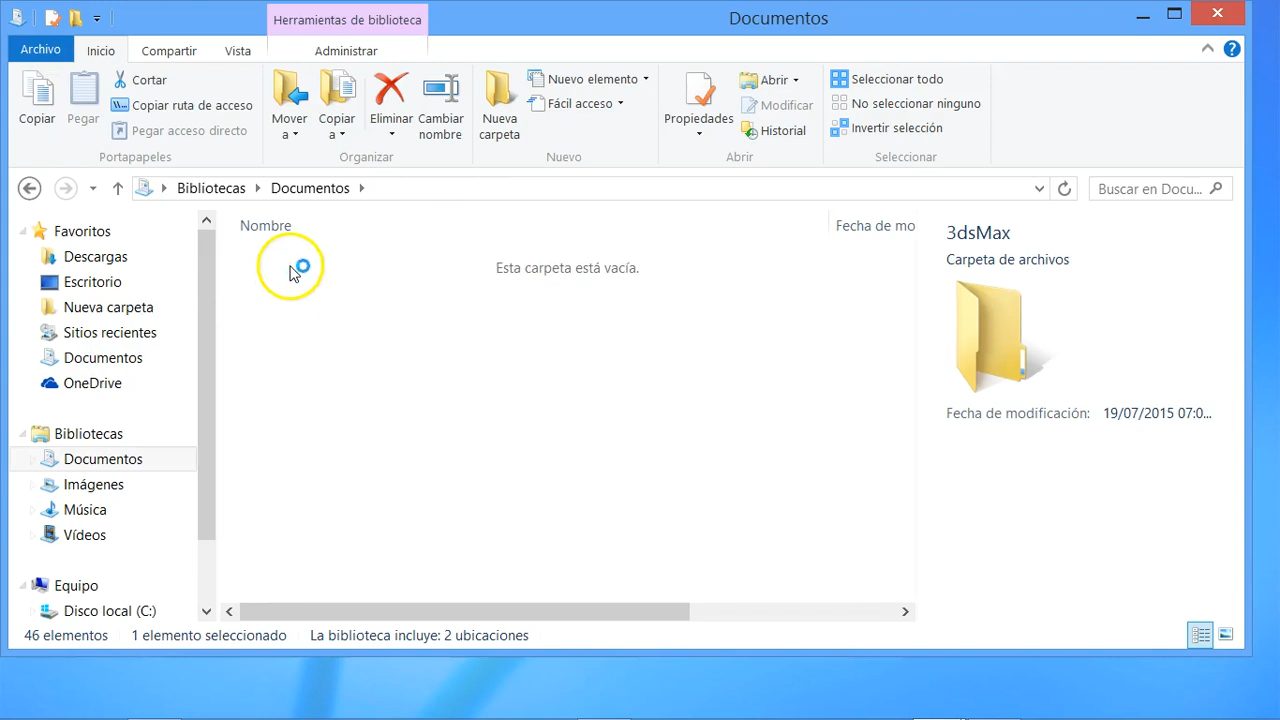 Herramientas de biblioteca
Documentos
Archivo
Inicio
Compartir
Vista
Administrar
Copiar
Pegar
Cortar
Copiar ruta de acceso
Pegar acceso directo
Portapapeles
Mover a
Copiar a
Eliminar
Cambiar nombre
Organizar
Nueva carpeta
Nuevo elemento
Fácil acceso
Nuevo
Propiedades
Abrir
Modificar
Historial
Abrir
Seleccionar todo
No seleccionar ninguno
Invertir selección
Seleccionar
Bibliotecas
Documentos
Buscar en Docu...
Favoritos
Descargas
Escritorio
Nueva carpeta
Sitios recientes
Documentos
OneDrive
Bibliotecas
Documentos
Imágenes
Música
Vídeos
Equipo
Disco local (C:)
Nombre
Fecha de mo
Esta carpeta está vacía.
3dsMax
Carpeta de archivos
Fecha de modificación: 19/07/2015 07:0...
46 elementos
1 elemento seleccionado
La biblioteca incluye: 2 ubicaciones